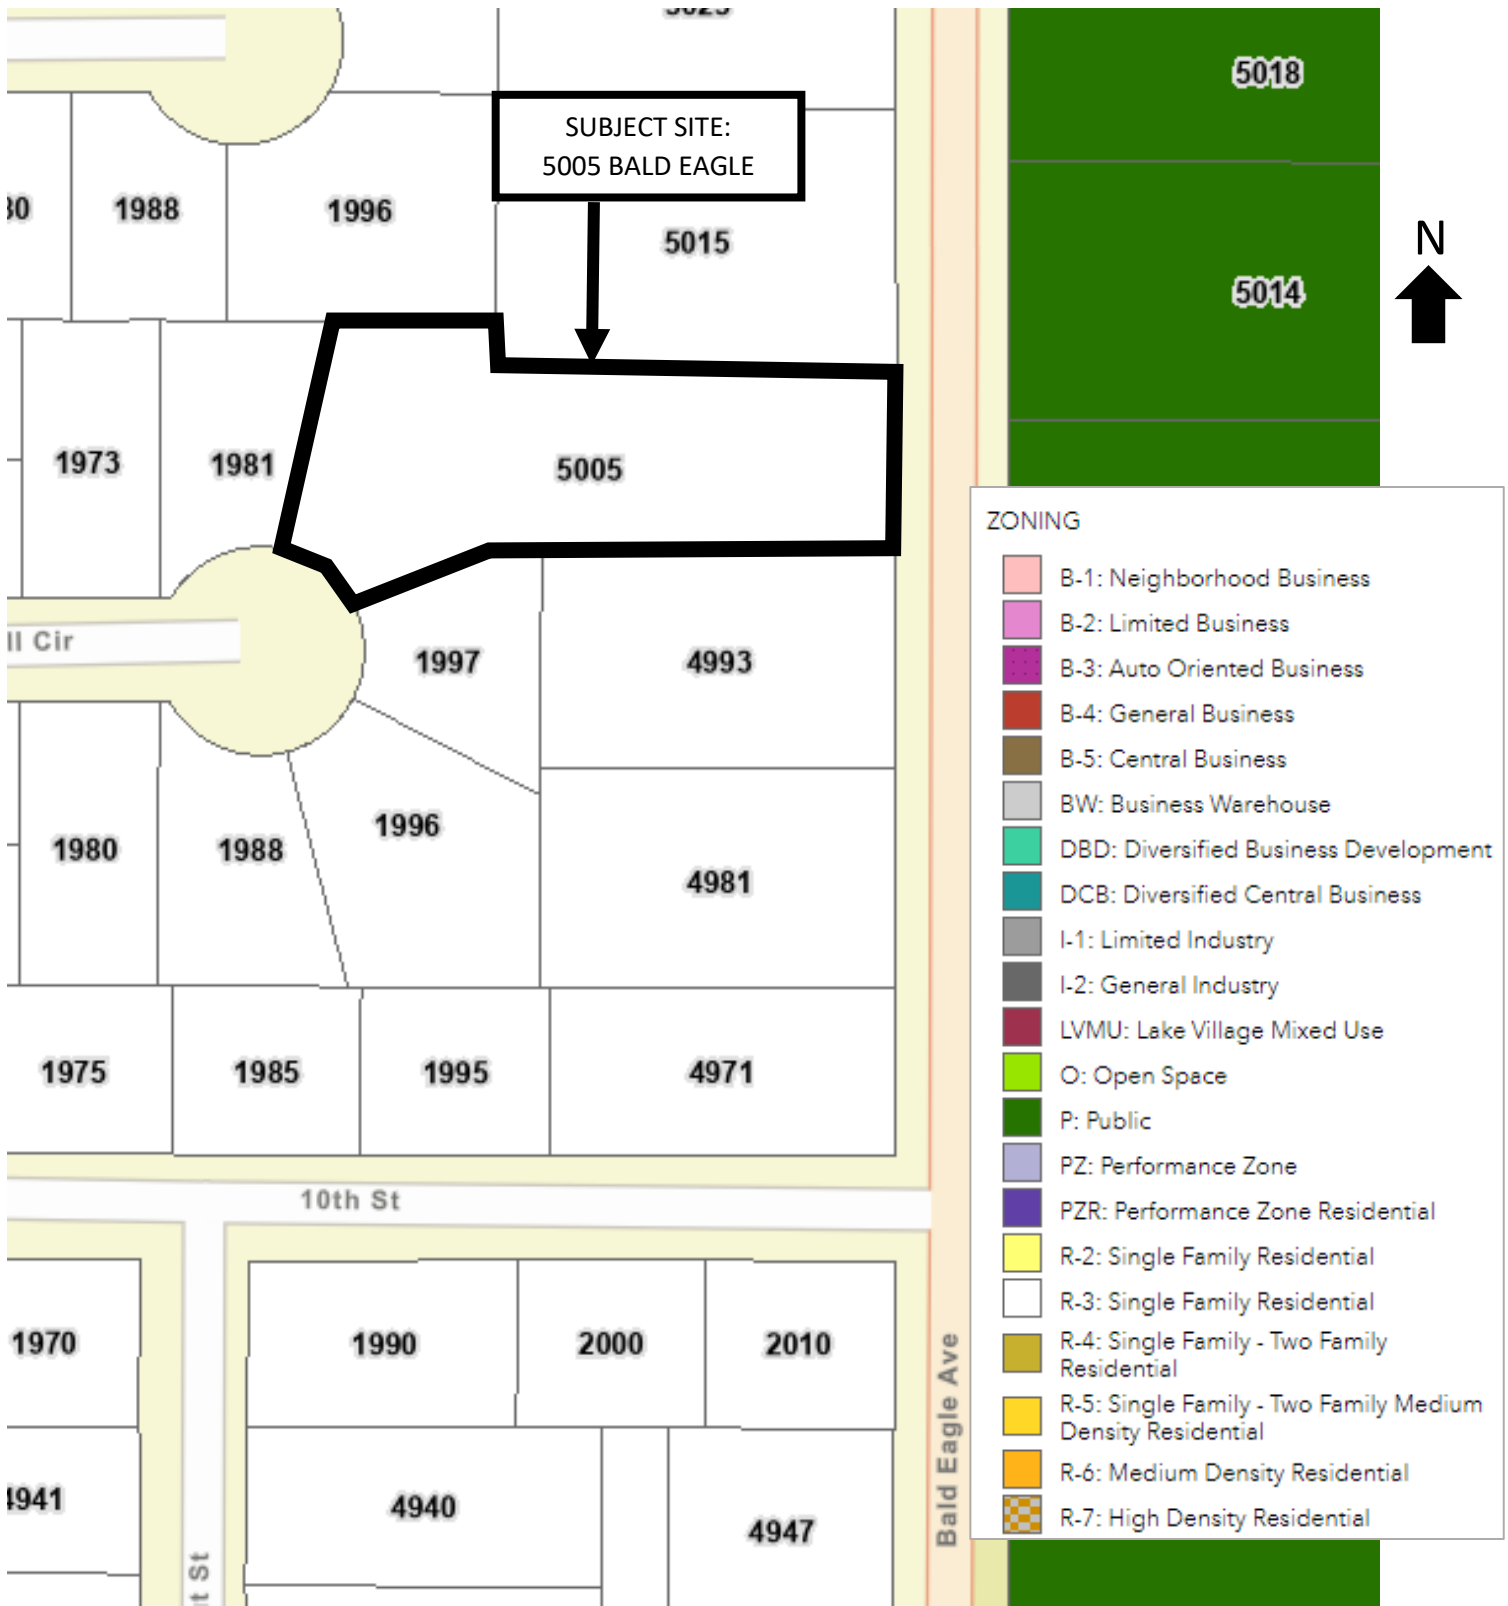 5025
5018
SUBJECT SITE:
5005 BALD EAGLE
1988
1996
5015
N
5014
1973
1981
5005
ZONING
B-1: Neighborhood Business
B-2: Limited Business
B-3: Auto Oriented Business
B-4: General Business
B-5: Central Business
BW: Business Warehouse
DBD: Diversified Business Development
DCB: Diversified Central Business
I-1: Limited Industry
I-2: General Industry
LVMU: Lake Village Mixed Use
O: Open Space
P: Public
PZ: Performance Zone
PZR: Performance Zone Residential
R-2: Single Family Residential
R-3: Single Family Residential
R-4: Single Family - Two Family
Residential
R-5: Single Family - Two Family Medium
Density Residential
R-6: Medium Density Residential
R-7: High Density Residential
ll Cir
1997
4993
1980
1988
1996
4981
1975
1985
1995
4971
10th St
1970
1990
2000
2010
Bald Eagle Ave
4941
4940
4947
t St